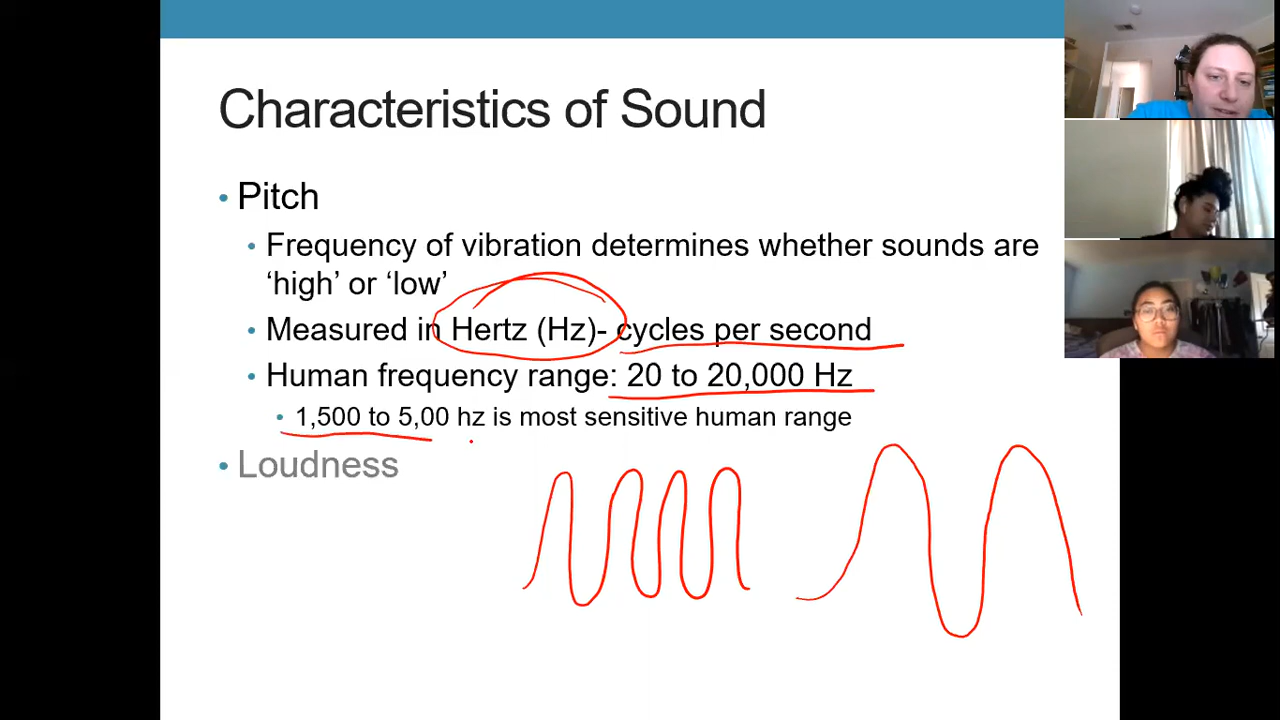 Characteristics of Sound
• Pitch
• Frequency of vibration determines whether sounds are
‘high’ or ‘low’
• Measured in Hertz (Hz)- cycles per second
• Human frequency range: 20 to 20,000 Hz
• 1,500 to 5,00 hz is most sensitive human range
• Loudness